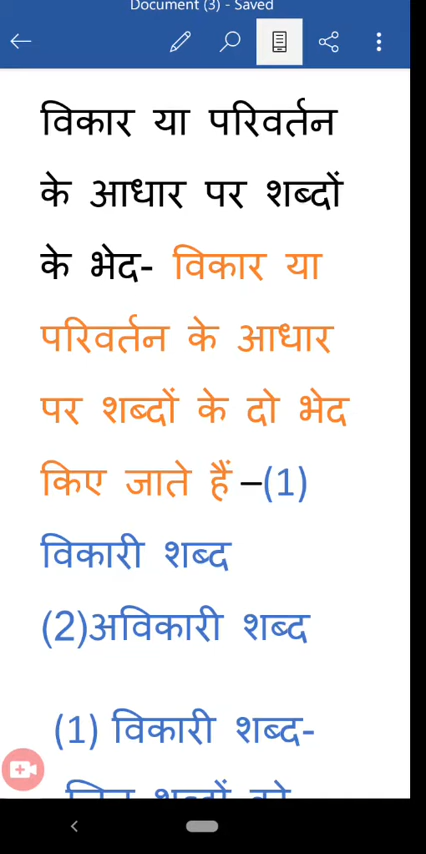 Document (3) - Saved
विकार या परिवर्तन
के आधार पर शब्दों
के भेद- विकार या
परिवर्तन के आधार
पर शब्दों के दो भेद
किए जाते हैं –(1)
विकारी शब्द
(2)अविकारी शब्द
(1) विकारी शब्द-